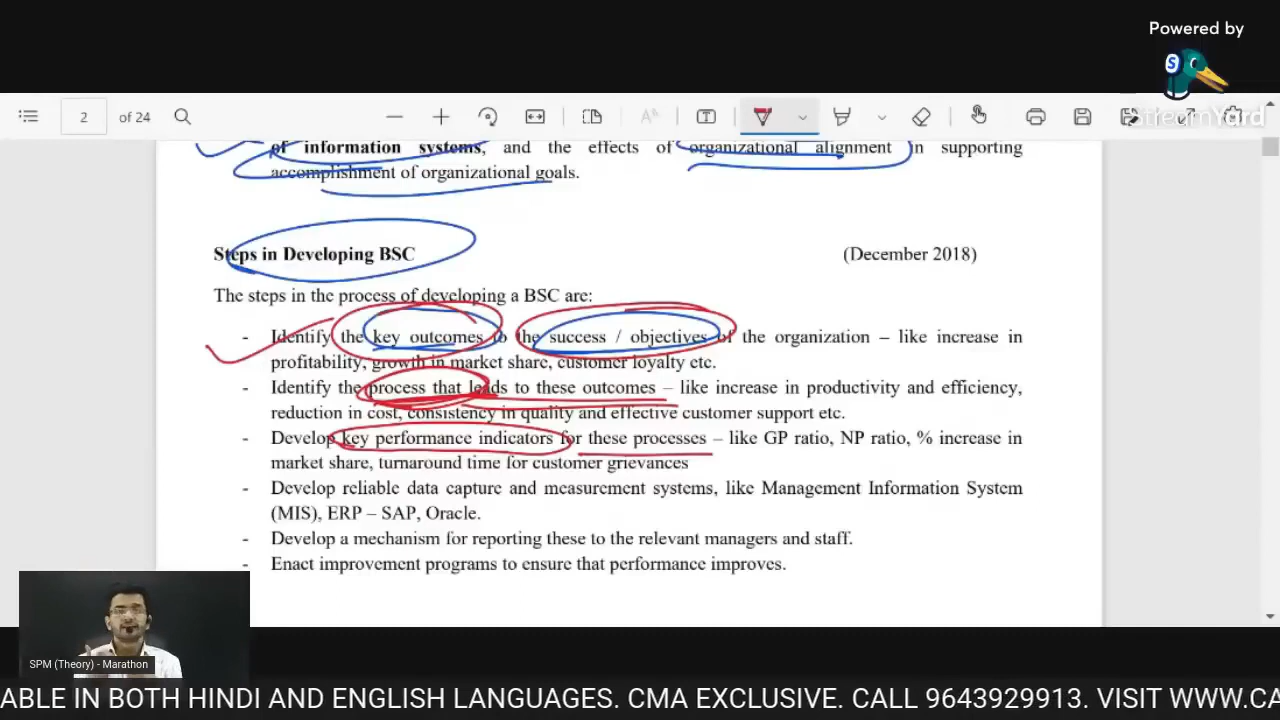 Powered by
S
2 of 24
StreamYard
of information systems, and the effects of organizational alignment in supporting
accomplishment of organizational goals.
Steps in Developing BSC (December 2018)
The steps in the process of developing a BSC are:
- Identify the key outcomes to the success / objectives of the organization – like increase in
profitability, growth in market share, customer loyalty etc.
- Identify the process that leads to these outcomes – like increase in productivity and efficiency,
reduction in cost, consistency in quality and effective customer support etc.
- Develop key performance indicators for these processes – like GP ratio, NP ratio, % increase in
market share, turnaround time for customer grievances
- Develop reliable data capture and measurement systems, like Management Information System
(MIS), ERP – SAP, Oracle.
- Develop a mechanism for reporting these to the relevant managers and staff.
- Enact improvement programs to ensure that performance improves.
SPM (Theory) - Marathon
ABLE IN BOTH HINDI AND ENGLISH LANGUAGES. CMA EXCLUSIVE. CALL 9643929913. VISIT WWW.CA